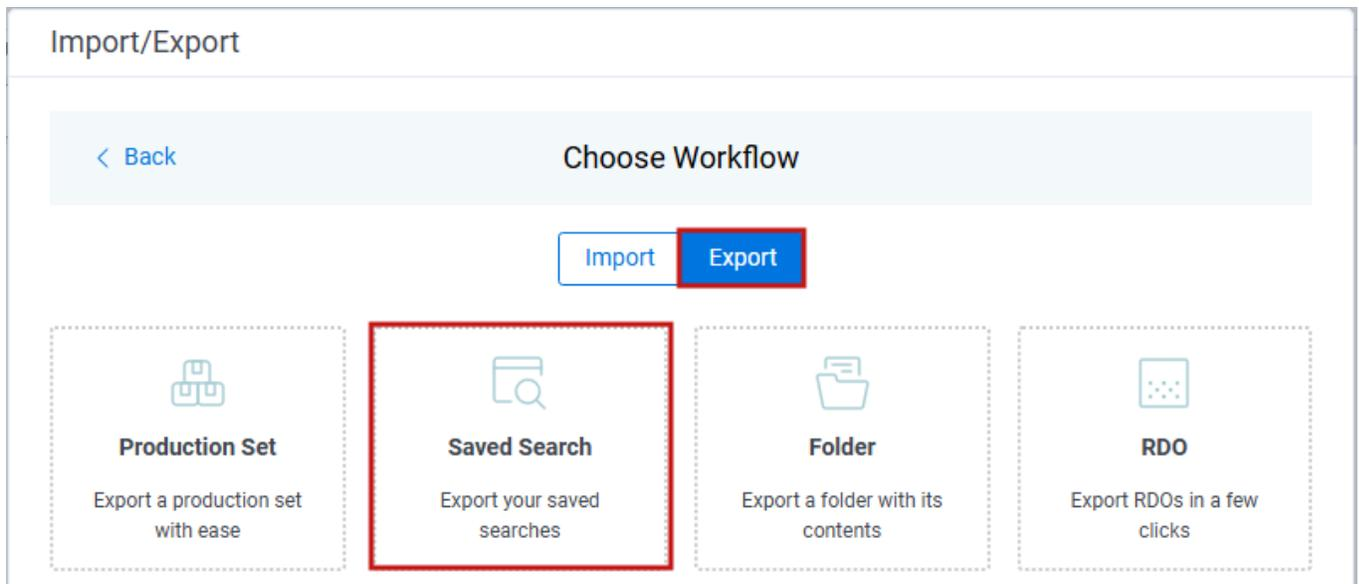 Import/Export
Back
Choose Workflow
Import
Export
Production Set
Export a production set
with ease
Saved Search
Export your saved
searches
Folder
Export a folder with its
contents
RDO
Export RDOs in a few
clicks